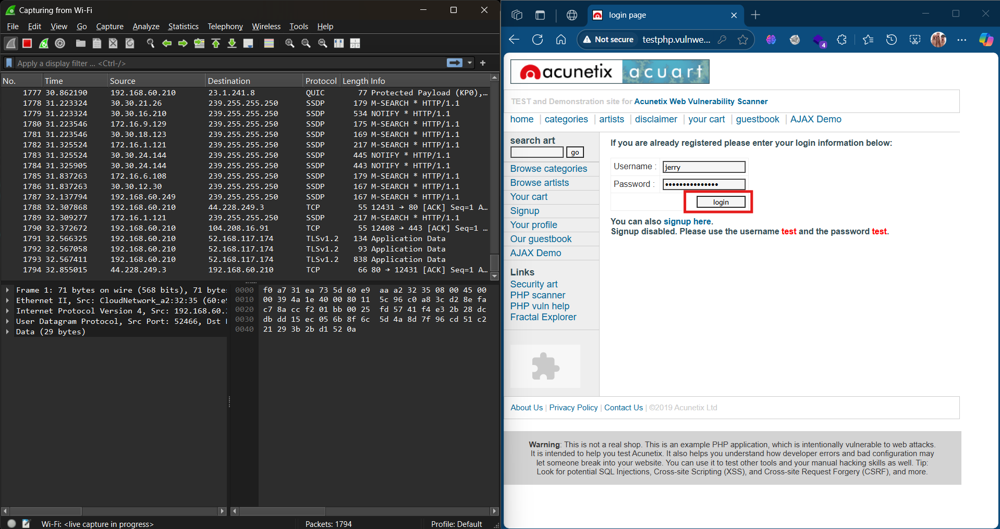 Capturing from Wi-Fi
File Edit View Go Capture Analyze Statistics Telephony Wireless Tools Help
Apply a display filter ... <Ctrl-/>
No. Time Source Destination Protocol Length Info
1777 30.862190 192.168.60.210 23.1.241.8 QUIC 77 Protected Payload (KP0),…
1778 31.223324 30.30.21.26 239.255.255.250 SSDP 179 M-SEARCH * HTTP/1.1
1779 31.223324 30.30.16.210 239.255.255.250 SSDP 534 NOTIFY * HTTP/1.1
1780 31.223546 172.16.9.129 239.255.255.250 SSDP 175 M-SEARCH * HTTP/1.1
1781 31.223546 30.30.18.123 239.255.255.250 SSDP 169 M-SEARCH * HTTP/1.1
1782 31.325524 172.16.1.121 239.255.255.250 SSDP 217 M-SEARCH * HTTP/1.1
1783 31.325524 30.30.24.144 239.255.255.250 SSDP 445 NOTIFY * HTTP/1.1
1784 31.325905 30.30.24.144 239.255.255.250 SSDP 443 NOTIFY * HTTP/1.1
1785 31.837263 172.16.6.108 239.255.255.250 SSDP 179 M-SEARCH * HTTP/1.1
1786 31.837263 30.30.12.30 239.255.255.250 SSDP 167 M-SEARCH * HTTP/1.1
1787 32.137794 192.168.60.249 239.255.255.250 SSDP 167 M-SEARCH * HTTP/1.1
1788 32.307868 192.168.60.210 44.228.249.3 TCP 55 12431 → 80 [ACK] Seq=1 A…
1789 32.309277 172.16.1.121 239.255.255.250 SSDP 217 M-SEARCH * HTTP/1.1
1790 32.372672 192.168.60.210 104.208.16.91 TCP 55 12408 → 443 [ACK] Seq=1 …
1791 32.566325 192.168.60.210 52.168.117.174 TLSv1.2 134 Application Data
1792 32.567058 192.168.60.210 52.168.117.174 TLSv1.2 93 Application Data
1793 32.567411 192.168.60.210 52.168.117.174 TLSv1.2 838 Application Data
1794 32.855015 44.228.249.3 192.168.60.210 TCP 66 80 → 12431 [ACK] Seq=1 A…
Frame 1: 71 bytes on wire (568 bits), 71 byte
Ethernet II, Src: CloudNetwork_a2:32:35 (60:e
Internet Protocol Version 4, Src: 192.168.60.
User Datagram Protocol, Src Port: 52466, Dst
Data (29 bytes)
0000 f0 a7 31 ea 73 5d 60 e9 aa a2 32 35 08 00 45 00
0010 00 39 4a 1e 40 00 80 11 5c 96 c0 a8 3c d2 8e fa
0020 c7 8a cc f2 01 bb 00 25 fd 57 41 f4 e3 2b 28 dc
0030 db dd 15 ec 05 6b 8f 6c 5d 4a 8d 7f 96 cd 51 c2
0040 21 29 3b 2b d1 52 0a
Wi-Fi: <live capture in progress> Packets: 1794 Profile: Default
login page
Not secure testphp.vulnwe...
4
acunetix acuart
TEST and Demonstration site for Acunetix Web Vulnerability Scanner
home | categories | artists | disclaimer | your cart | guestbook | AJAX Demo
search art
go
Browse categories
Browse artists
Your cart
Signup
Your profile
Our guestbook
AJAX Demo
Links
Security art
PHP scanner
PHP vuln help
Fractal Explorer
If you are already registered please enter your login information below:
Username : jerry
Password : •••••••••••••••
login
You can also signup here.
Signup disabled. Please use the username test and the password test.
About Us | Privacy Policy | Contact Us | ©2019 Acunetix Ltd
Warning: This is not a real shop. This is an example PHP application, which is intentionally vulnerable to web attacks.
It is intended to help you test Acunetix. It also helps you understand how developer errors and bad configuration may
let someone break into your website. You can use it to test other tools and your manual hacking skills as well. Tip:
Look for potential SQL Injections, Cross-site Scripting (XSS), and Cross-site Request Forgery (CSRF), and more.